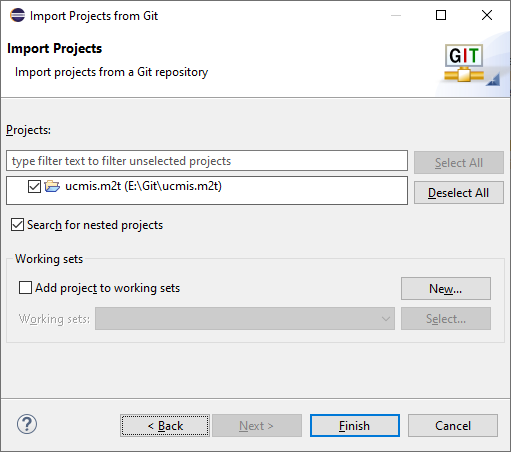 Import Projects from Git
Import Projects
Import projects from a Git repository
GIT
Projects:
type filter text to filter unselected projects
Select All
ucmis.m2t (E:\Git\ucmis.m2t)
Deselect All
Search for nested projects
Working sets
Add project to working sets
New...
Working sets:
Select...
?
< Back
Next >
Finish
Cancel